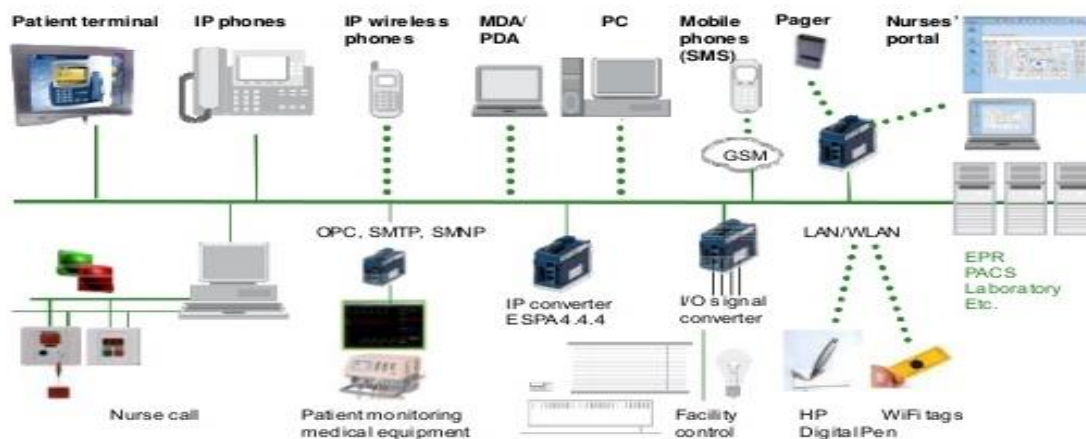 Patient terminal
IP phones
IP wireless
phones
MDA/
PDA
PC
Mobile
phones
(SMS)
Pager
Nurses'
portal
GSM
OPC, SMTP, SMNP
IP converter
ESPA 4.4.4
I/O signal
converter
LAN/WLAN
EPR
PACS
Laboratory
Etc.
Nurse call
Patient monitoring
medical equipment
Facility
control
HP
Digital Pen
WiFi tags